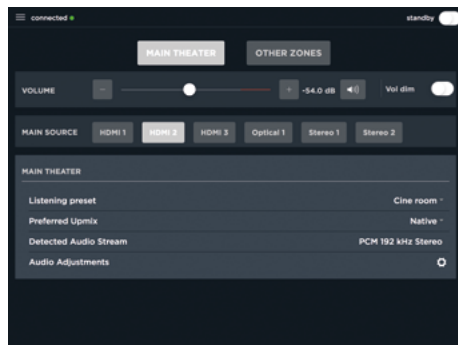 connected
standby
MAIN THEATER OTHER ZONES
VOLUME - + -54.0 dB Vol dim
MAIN SOURCE HDMI 1 HDMI 2 HDMI 3 Optical 1 Stereo 1 Stereo 2
MAIN THEATER
Listening preset Cine room
Preferred Upmix Native
Detected Audio Stream PCM 192 kHz Stereo
Audio Adjustments